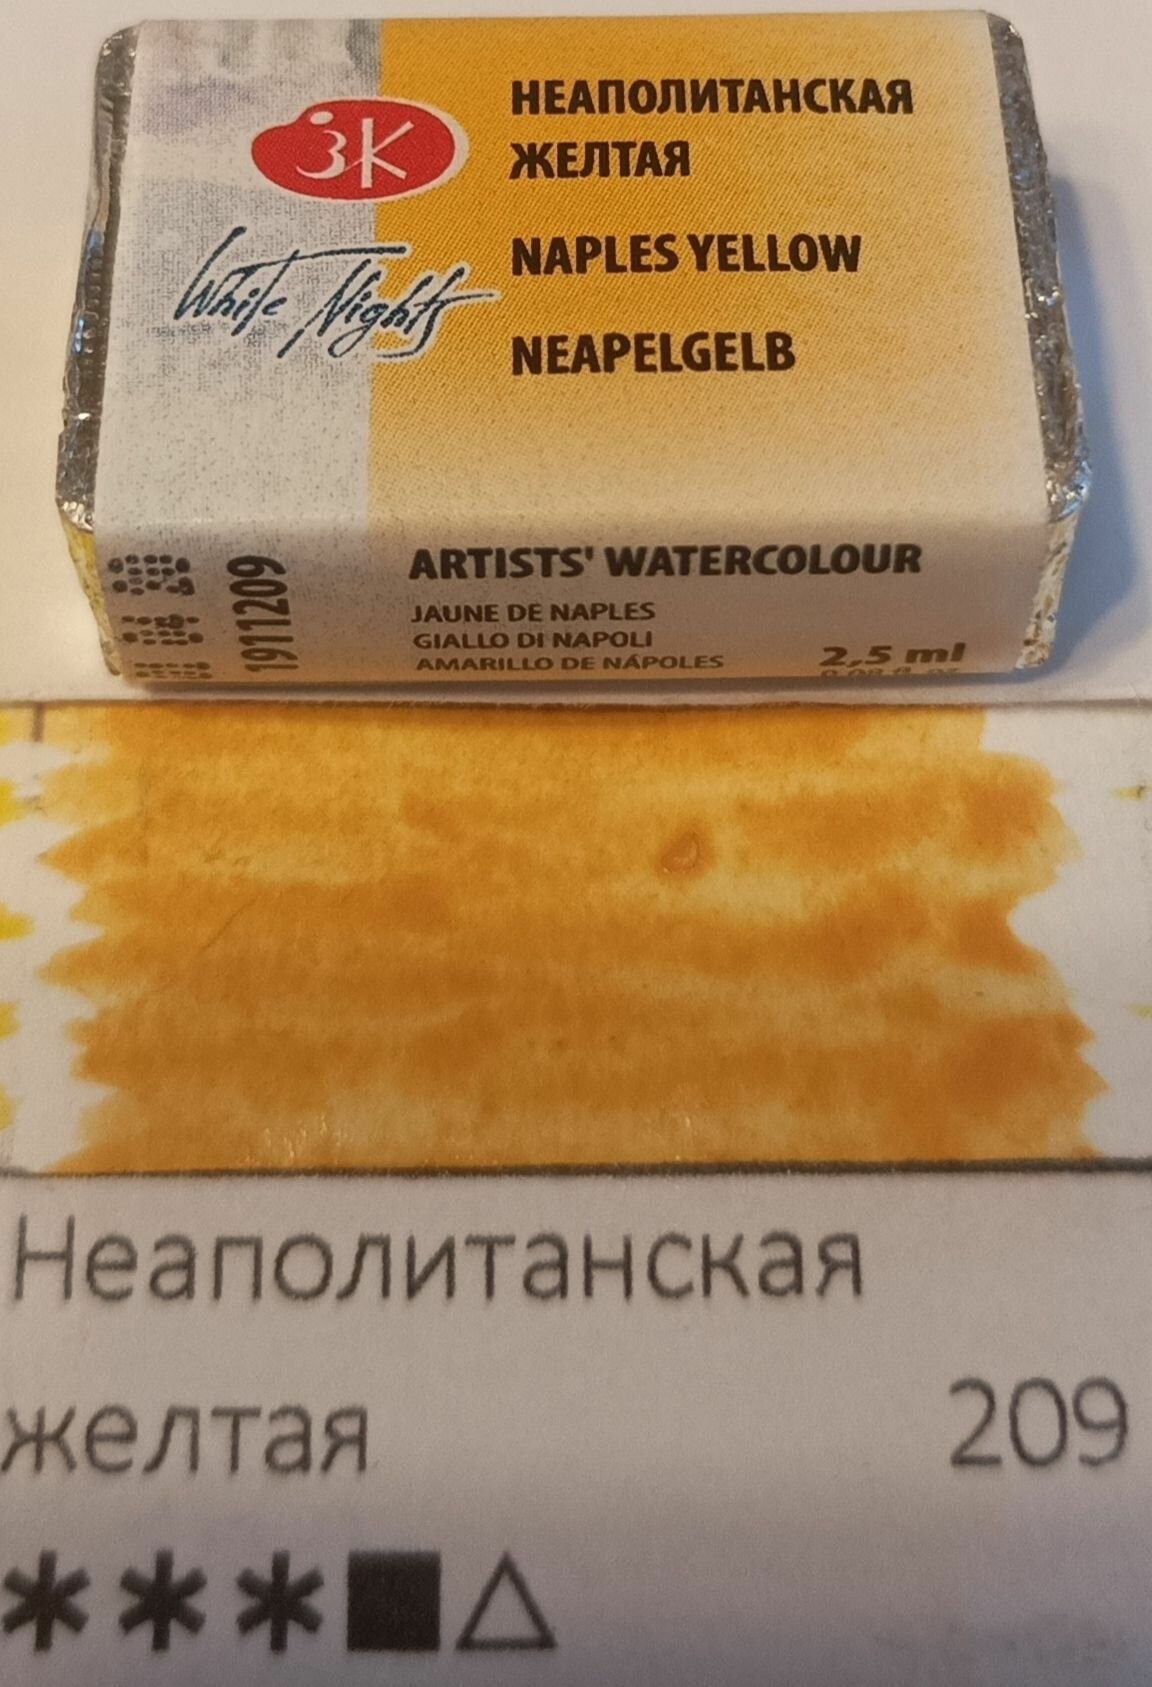 ЗК
НЕАПОЛИТАНСКАЯ
ЖЕЛТАЯ
White Nights
NAPLES YELLOW
NEAPELGELB
1911209
ARTISTS' WATERCOLOUR
JAUNE DE NAPLES
GIALLO DI NAPOLI
AMARILLO DE NÁPOLES
2,5 ml
Неаполитанская
желтая 209